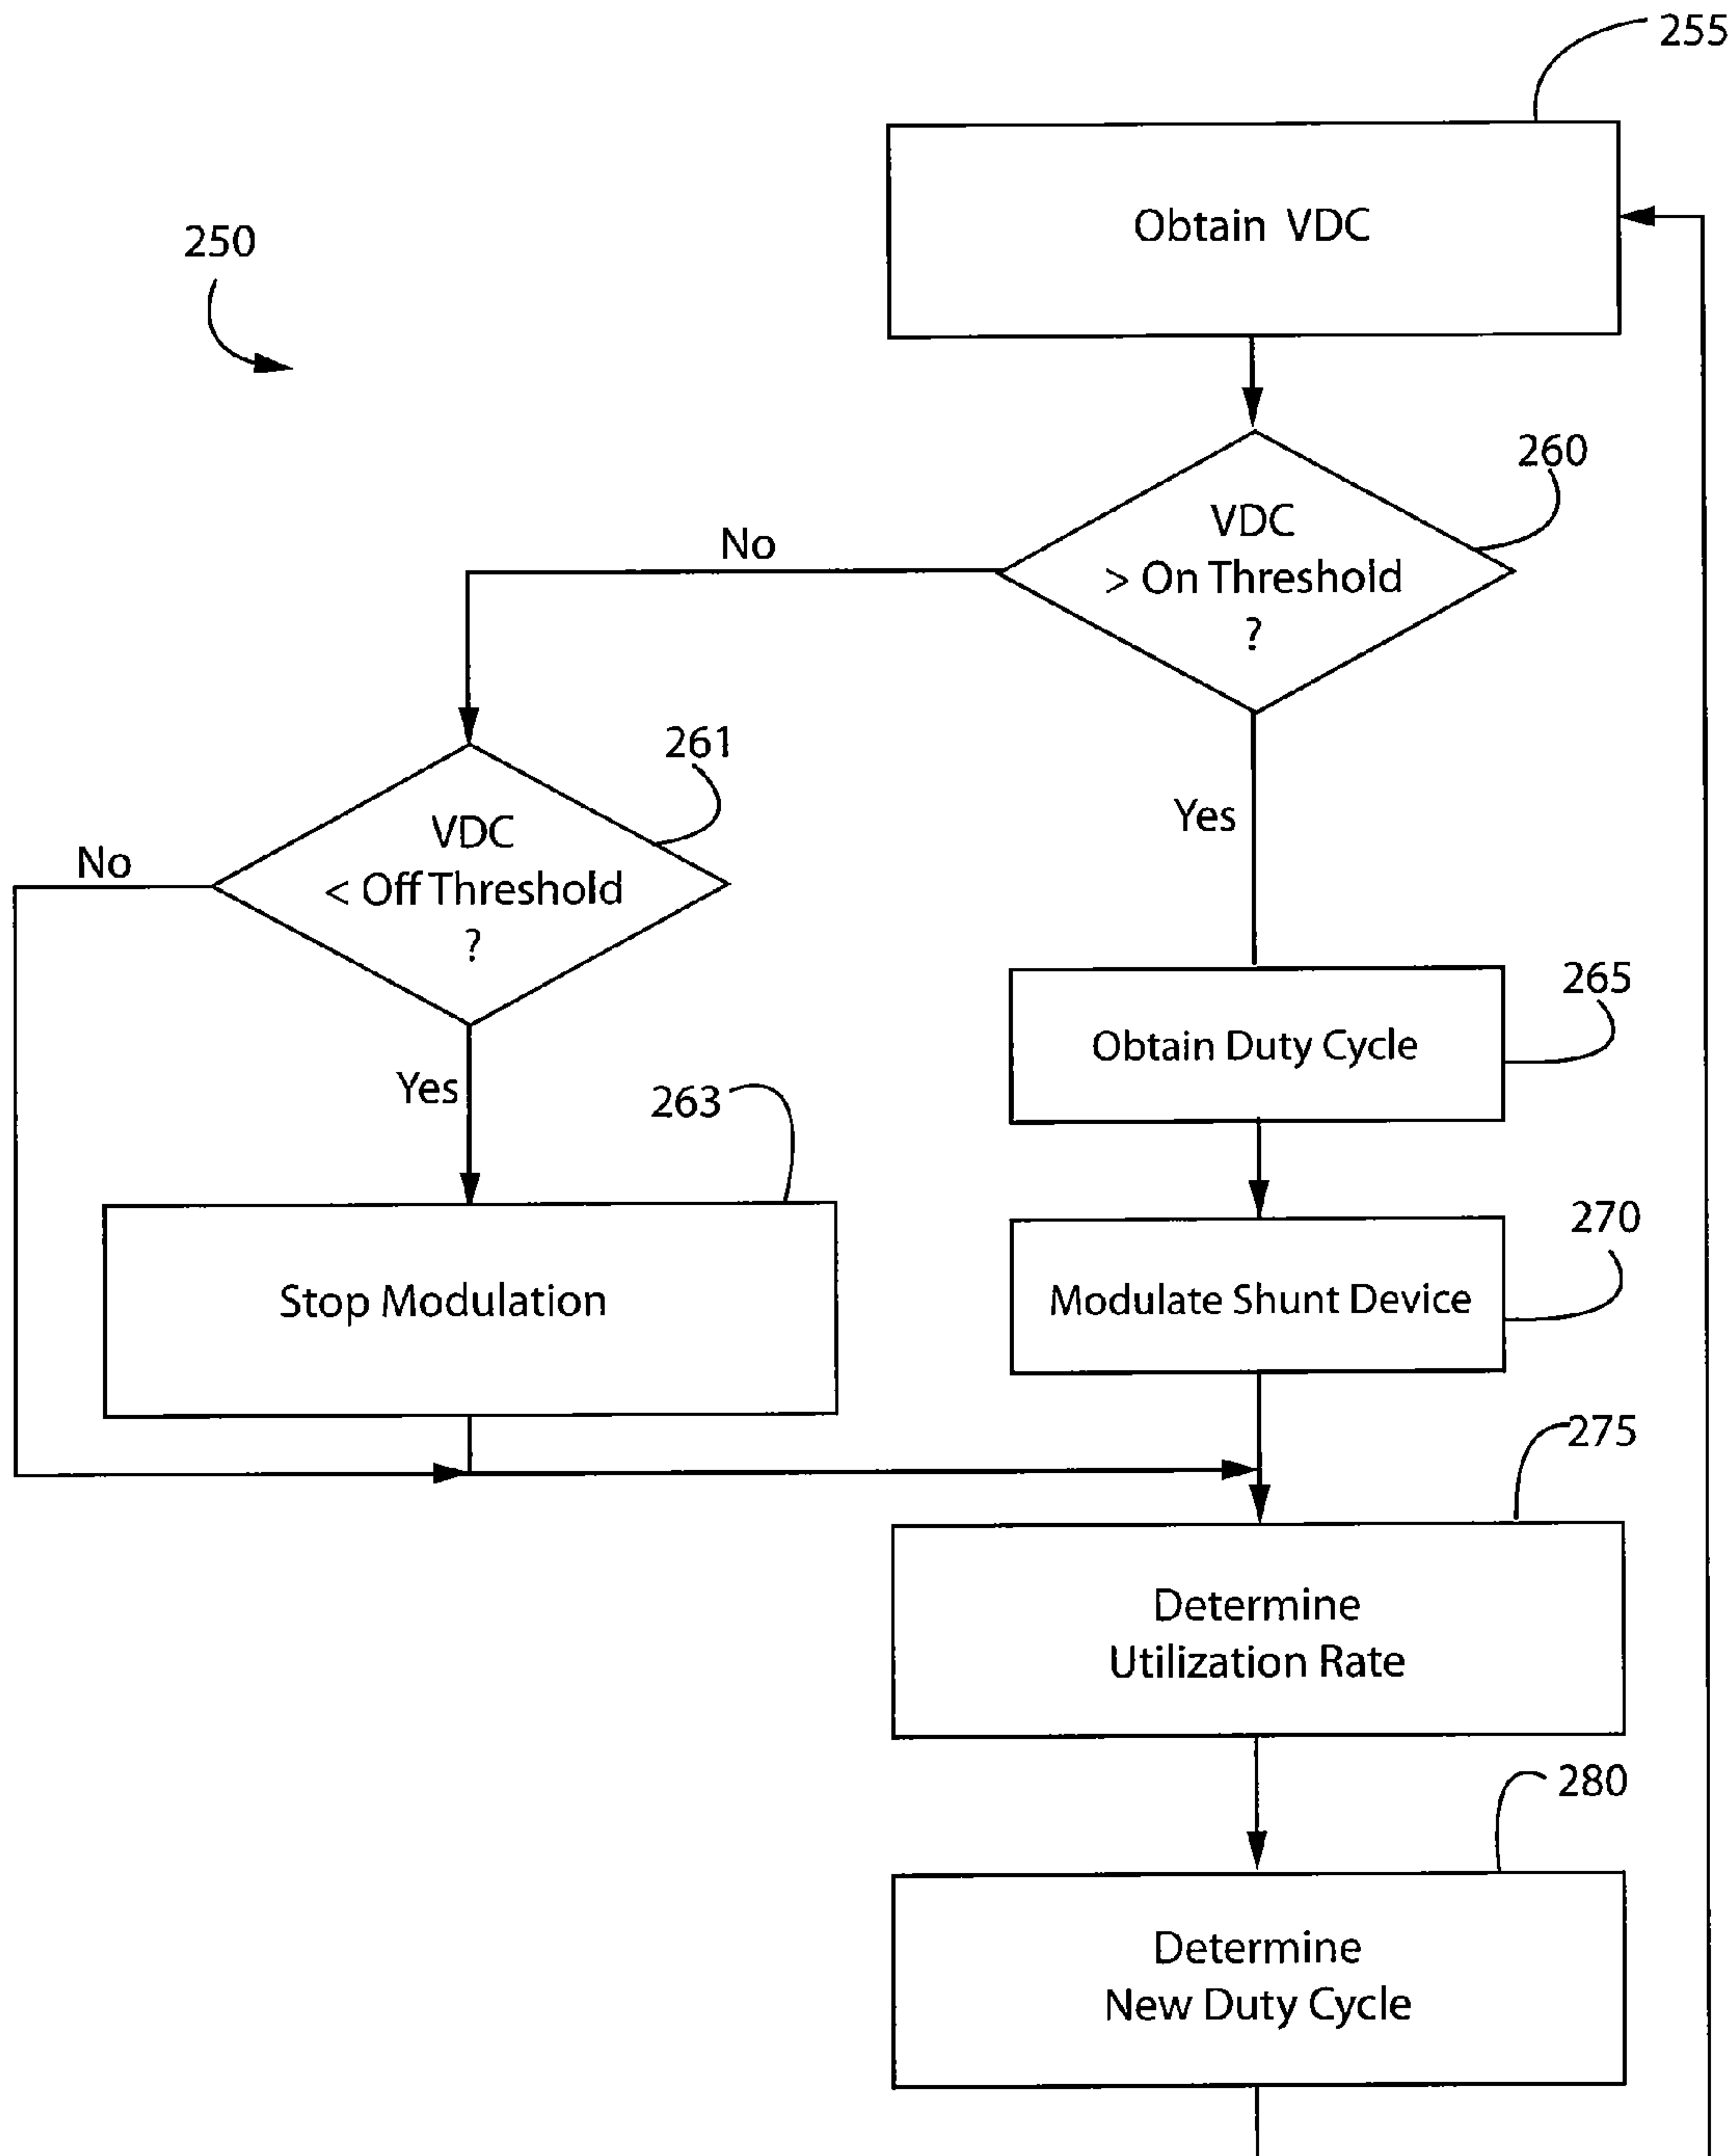 255
Obtain VDC
250
260
VDC
> On Threshold
?
No
261
VDC
< Off Threshold
?
No
Yes
265
Obtain Duty Cycle
Yes
263
Stop Modulation
270
Modulate Shunt Device
275
Determine
Utilization Rate
280
Determine
New Duty Cycle